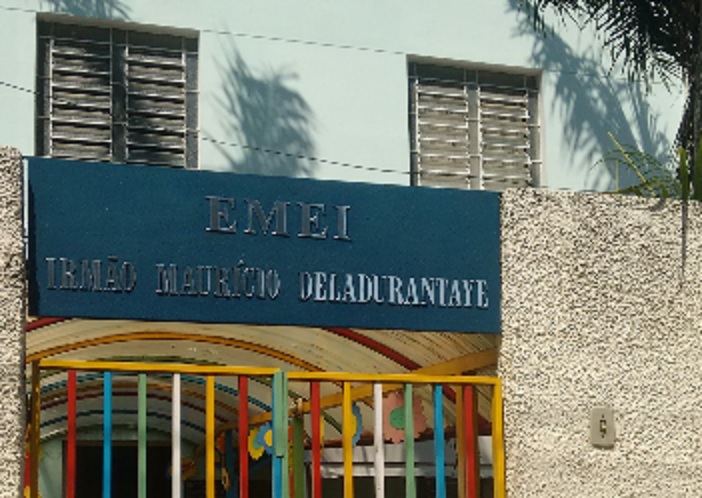 EMEI
IRMÃO MAURÍCIO DELADURANTAYE